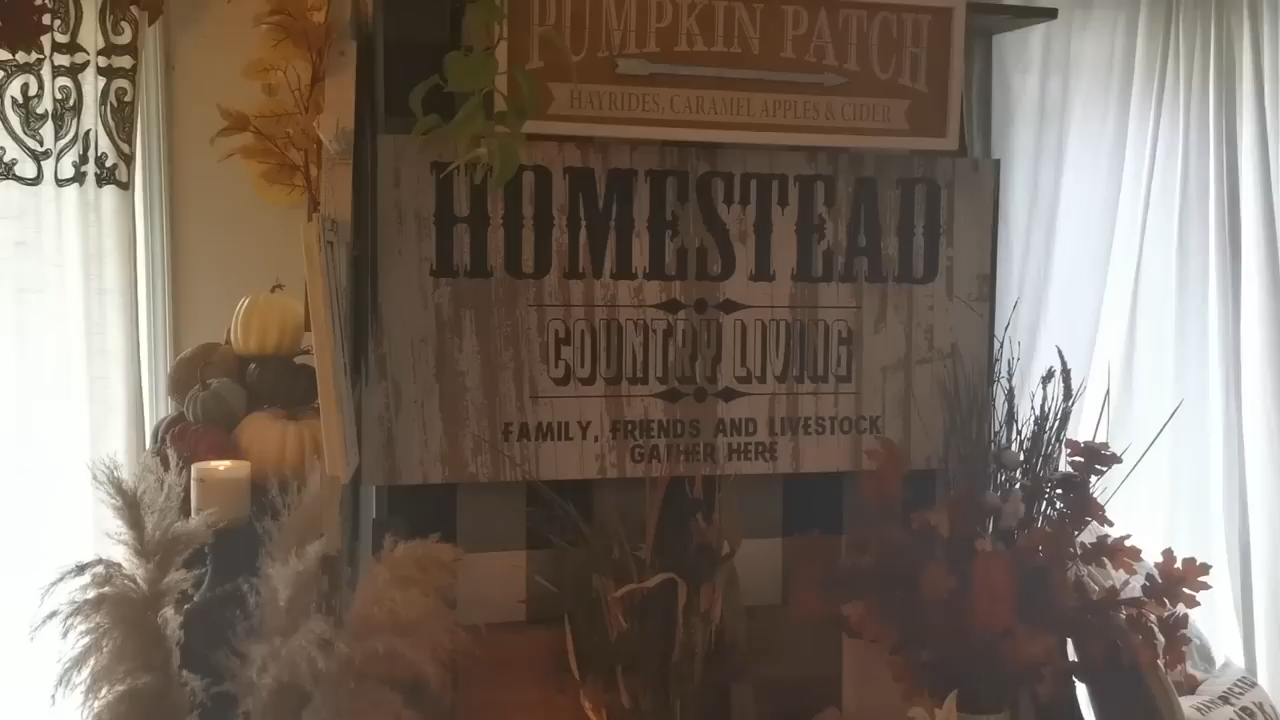 PUMPKIN PATCH
HAYRIDES, CARAMEL APPLES & CIDER
HOMESTEAD
COUNTRY LIVING
FAMILY, FRIENDS AND LIVESTOCK
GATHER HERE